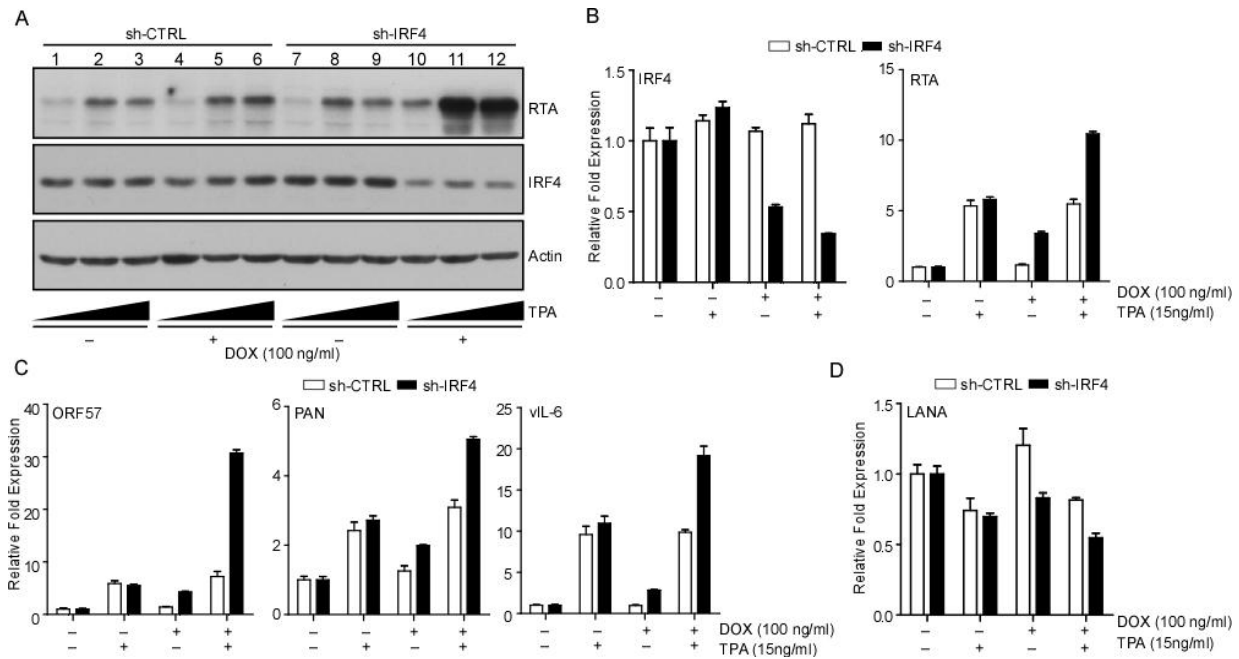 A
sh-CTRL sh-IRF4
1 2 3 4 5 6 7 8 9 10 11 12
RTA
IRF4
Actin
TPA
– + – +
DOX (100 ng/ml)
B
sh-CTRL sh-IRF4
IRF4
Relative Fold Expression
1.5
1.0
0.5
0.0
– – + +
– + – +
RTA
15
10
5
0
– – + + DOX (100 ng/ml)
– + – + TPA (15ng/ml)
C
sh-CTRL sh-IRF4
ORF57
Relative Fold Expression
40
30
20
10
0
– – + +
– + – +
PAN
6
4
2
0
– – + +
– + – +
vIL-6
25
20
15
10
5
0
– – + + DOX (100 ng/ml)
– + – + TPA (15ng/ml)
D
sh-CTRL sh-IRF4
LANA
Relative Fold Expression
1.5
1.0
0.5
0.0
– – + + DOX (100 ng/ml)
– + – + TPA (15ng/ml)